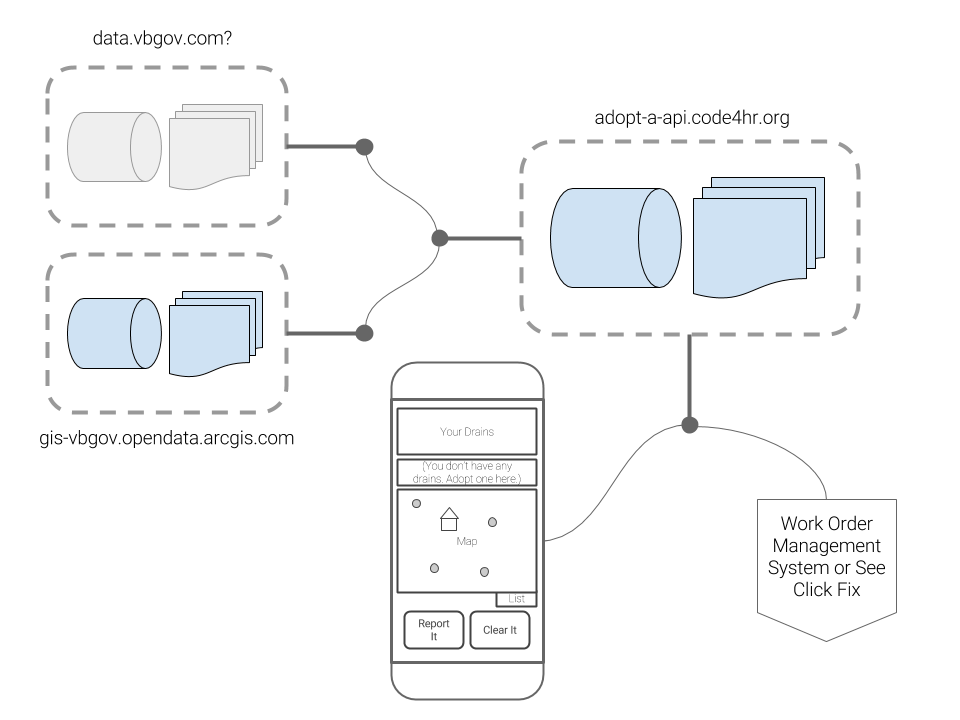 data.vbgov.com?
adopt-a-api.code4hr.org
gis-vbgov.opendata.arcgis.com
Your Drains
(You don't have any
drains. Adopt one here.)
Map
List
Report
It
Clear It
Work Order
Management
System or See
Click Fix